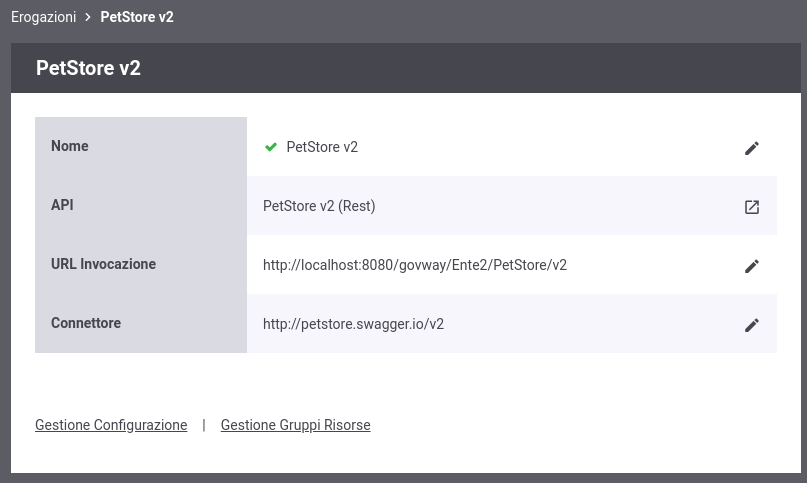 Erogazioni > PetStore v2
PetStore v2
Nome PetStore v2
API PetStore v2 (Rest)
URL Invocazione http://localhost:8080/govway/Ente2/PetStore/v2
Connettore http://petstore.swagger.io/v2
Gestione Configurazione | Gestione Gruppi Risorse